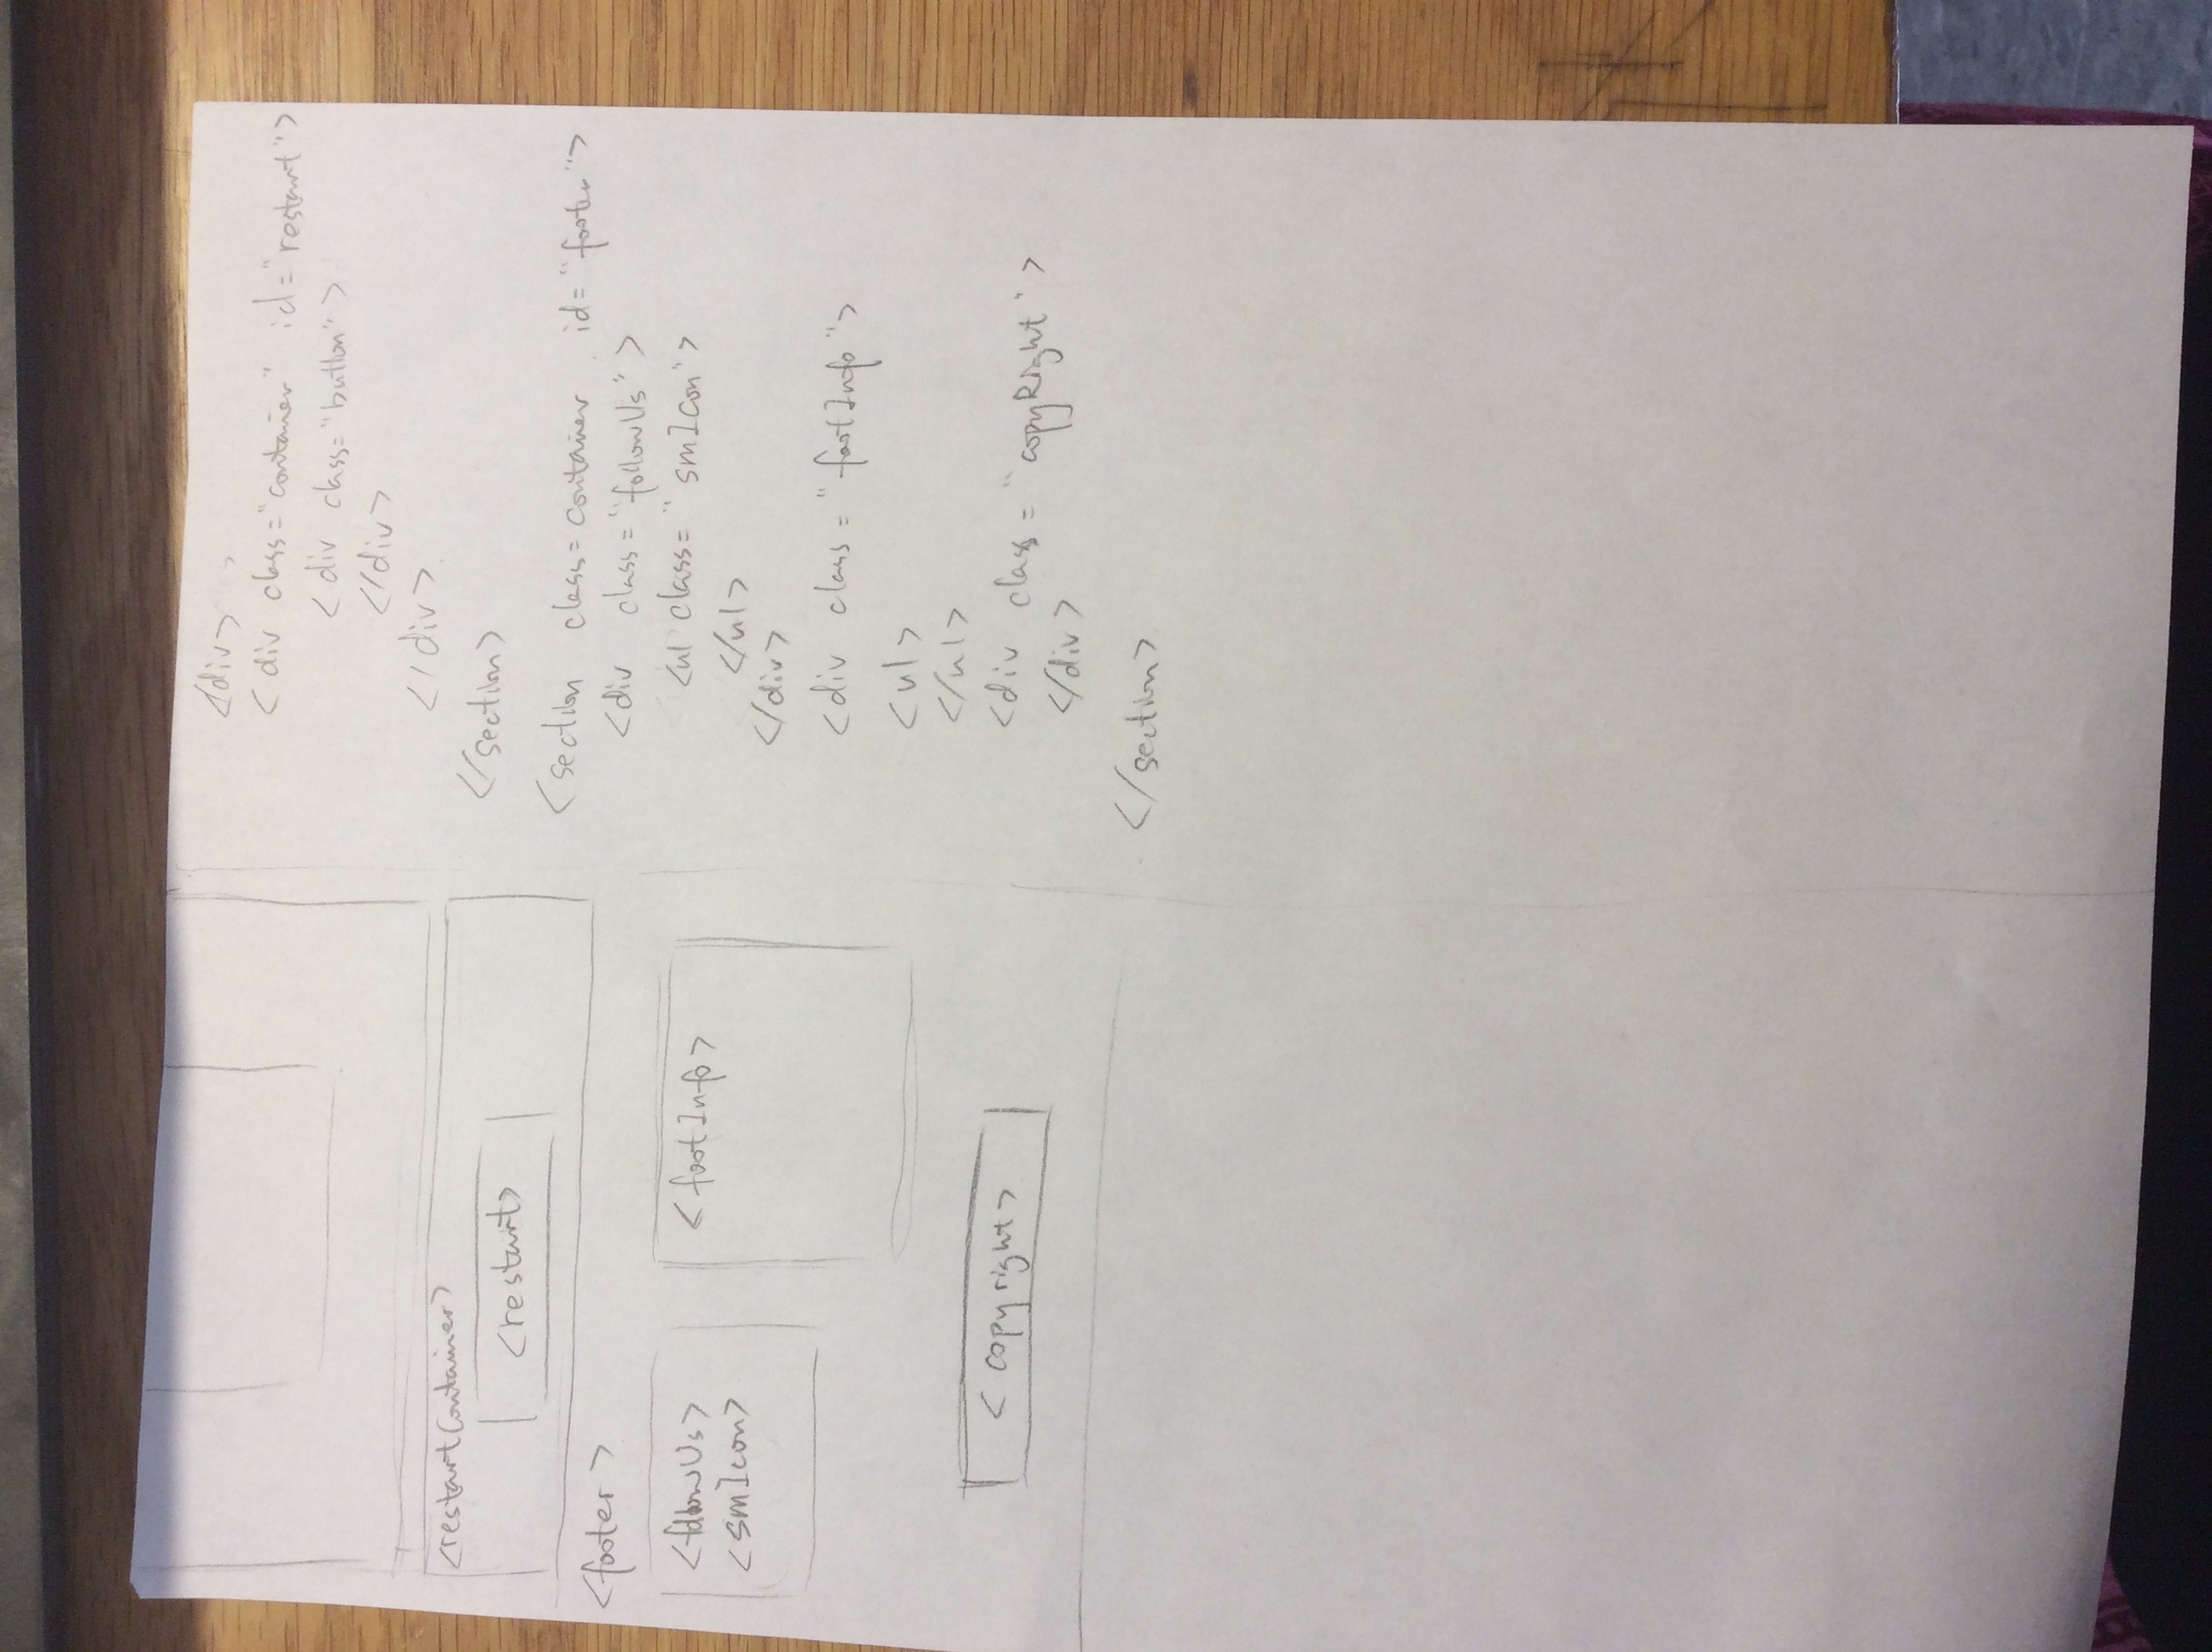 <restartContainer>
<restart>
<footer>
<followUs>
<smIcon>
<footInfo>
<copyright>
</div>
<div class="container" id="restart">
<div class="button">
</div>
</div>
</section>
<section class=container id="footer">
<div class="followUs">
<ul class="smIcon">
</ul>
</div>
<div class="footInfo">
<ul>
</ul>
<div class="copyRight">
</div>
</section>